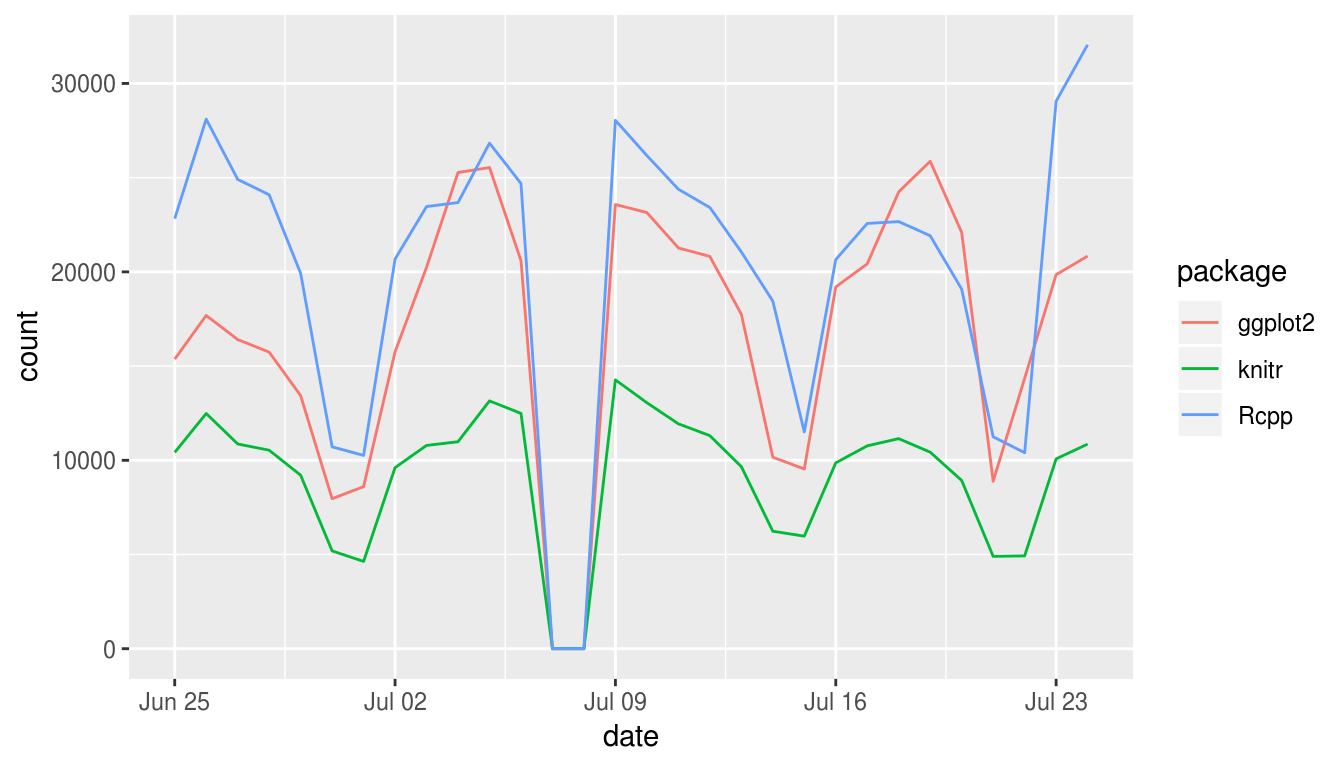 30000
20000
10000
0
count
Jun 25
Jul 02
Jul 09
Jul 16
Jul 23
date
package
ggplot2
knitr
Rcpp